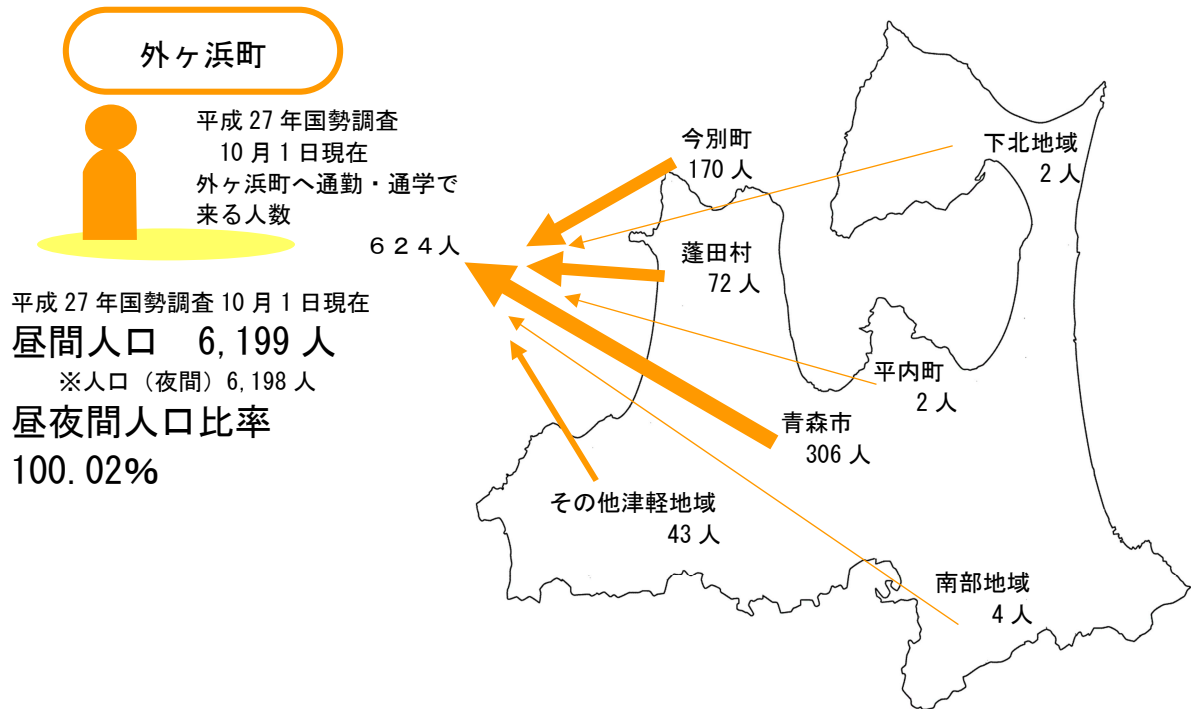 外ヶ浜町
平成 27 年国勢調査
10 月 1 日現在
外ヶ浜町へ通勤・通学で
来る人数
６２４人
平成 27 年国勢調査 10 月 1 日現在
昼間人口　6,199 人
※人口（夜間）6,198 人
昼夜間人口比率
100.02%
今別町
170 人
下北地域
2 人
蓬田村
72 人
平内町
2 人
青森市
306 人
その他津軽地域
43 人
南部地域
4 人